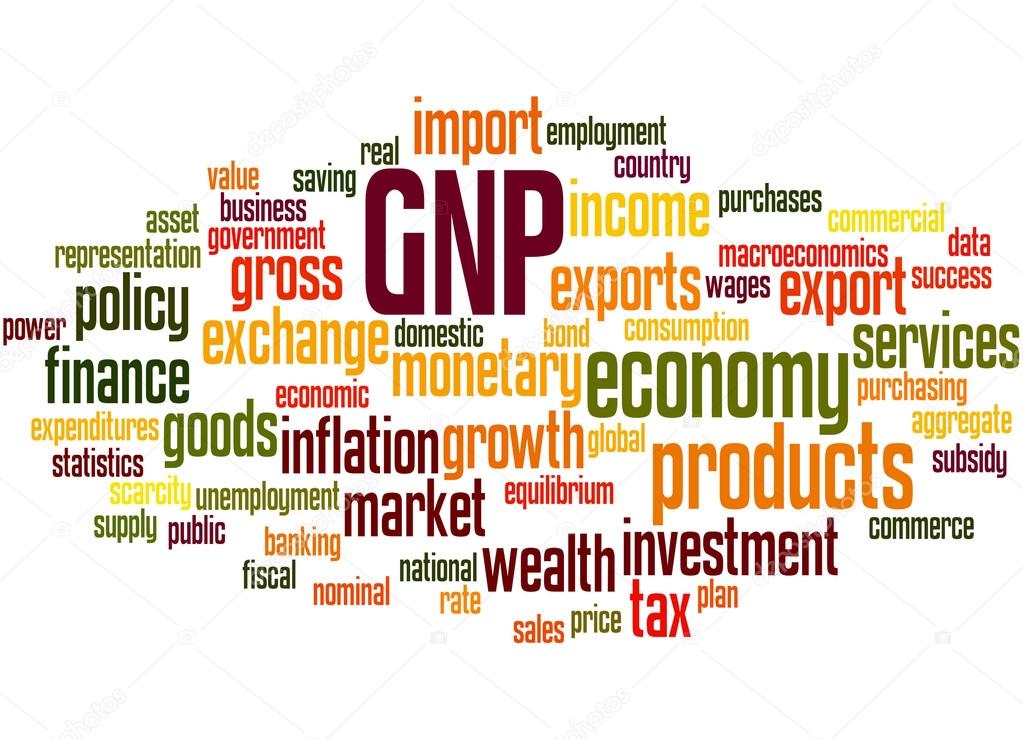 import
employment
real
country
value
saving
GNP
income
purchases
asset
business
commercial
government
representation
gross
macroeconomics
data
exports
wages
export
success
policy
power
exchange
domestic
bond
consumption
services
finance
monetary
economy
economic
purchasing
expenditures
goods
inflation
growth
global
aggregate
statistics
products
subsidy
scarcity
unemployment
market
equilibrium
supply
public
commerce
banking
investment
wealth
fiscal
national
nominal
rate
tax
plan
sales
price
depositphotos